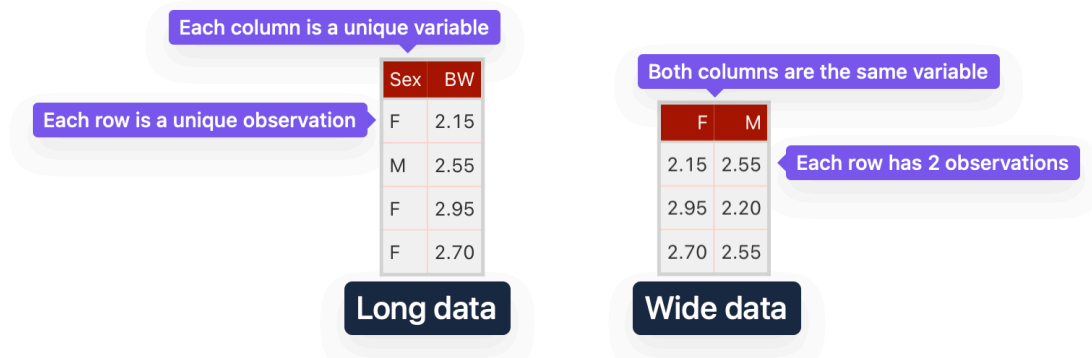 Each column is a unique variable
Sex BW
Each row is a unique observation
F 2.15
M 2.55
F 2.95
F 2.70
Long data
Both columns are the same variable
F M
2.15 2.55
Each row has 2 observations
2.95 2.20
2.70 2.55
Wide data